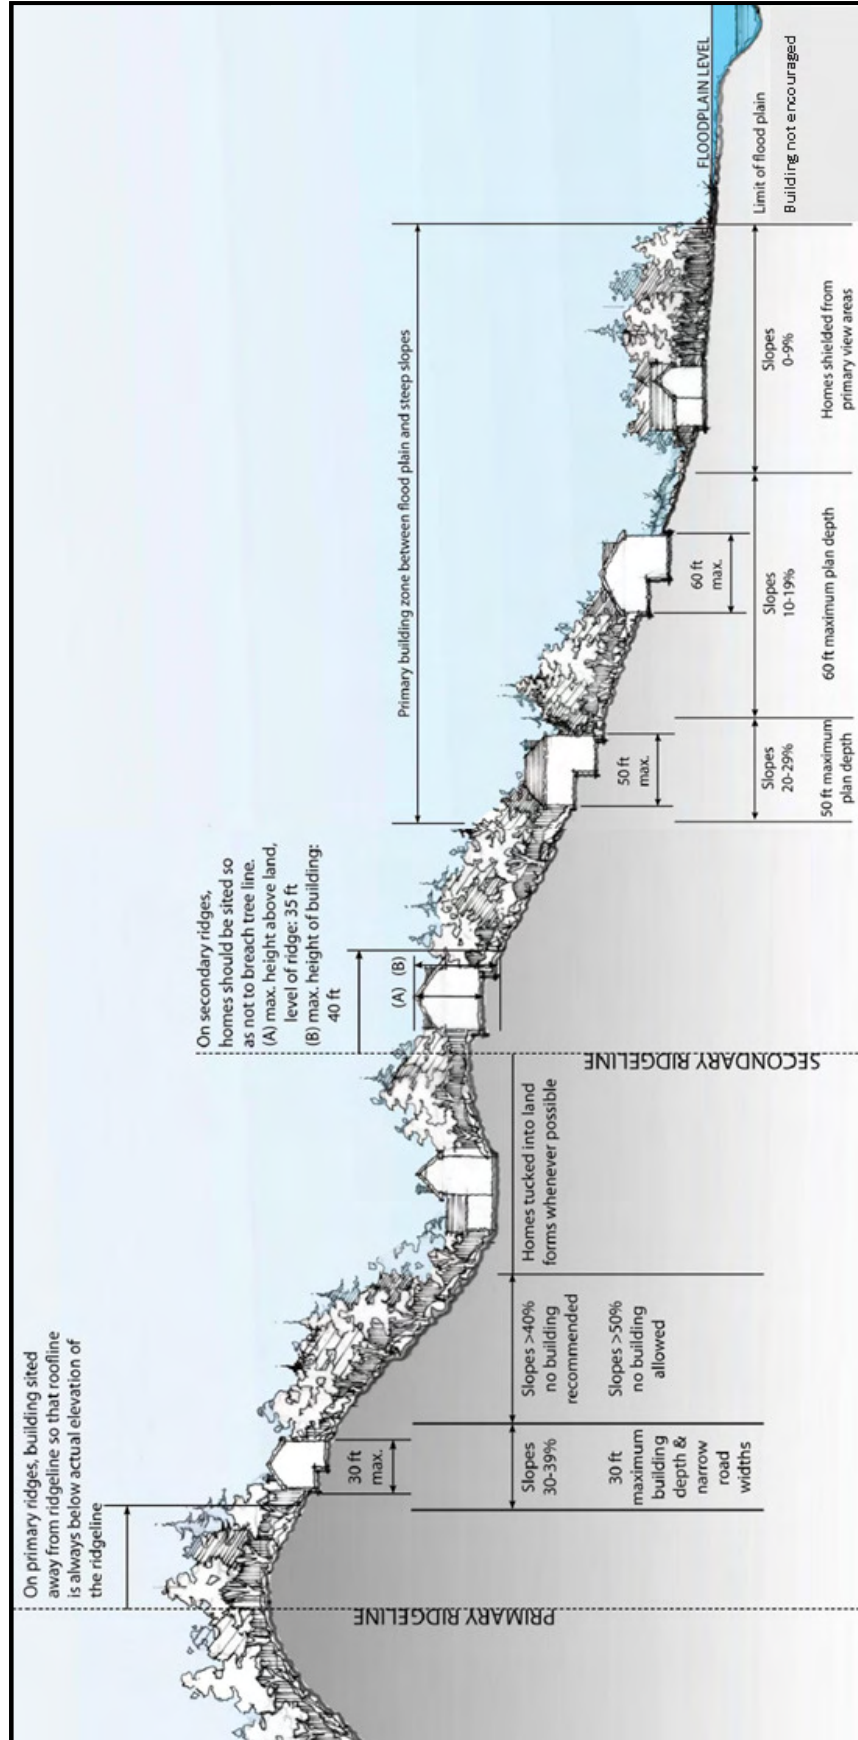 On primary ridges, building sited
away from ridgeline so that roofline
is always below actual elevation of
the ridgeline
On secondary ridges,
homes should be sited so
as not to breach tree line.
(A) max. height above land,
level of ridge: 35 ft
(B) max. height of building:
40 ft
(A)
(B)
Primary building zone between flood plain and steep slopes
FLOODPLAIN LEVEL
30 ft
max.
50 ft
max.
60 ft
max.
PRIMARY RIDGELINE
SECONDARY RIDGELINE
Slopes
30-39%
30 ft
maximum
building
depth &
narrow
road
widths
Slopes >40%
no building
recommended
Slopes >50%
no building
allowed
Homes tucked into land
forms whenever possible
Slopes
20-29%
50 ft maximum
plan depth
Slopes
10-19%
60 ft maximum plan depth
Slopes
0-9%
Homes shielded from
primary view areas
Limit of flood plain
Building not encouraged